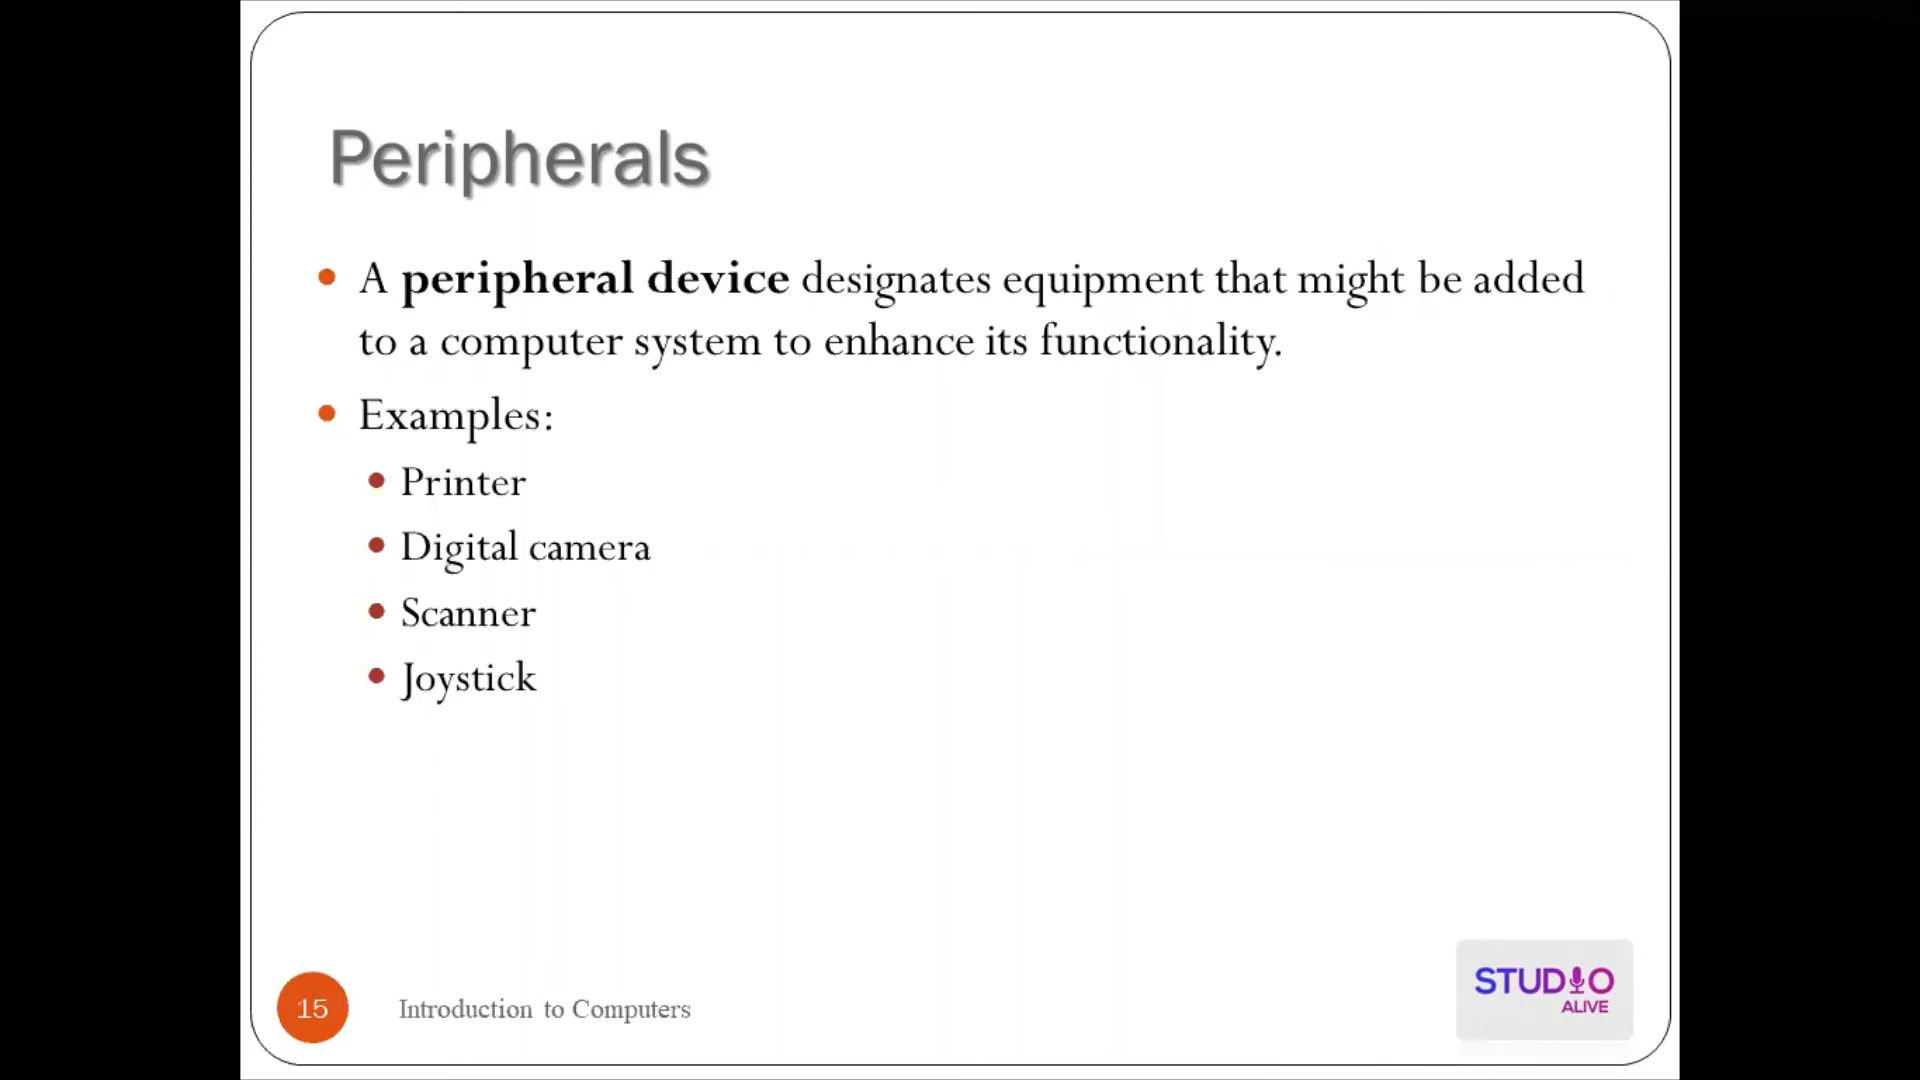 Peripherals
A peripheral device designates equipment that might be added
to a computer system to enhance its functionality.
Examples:
Printer
Digital camera
Scanner
Joystick
15 Introduction to Computers
STUDIO
ALIVE